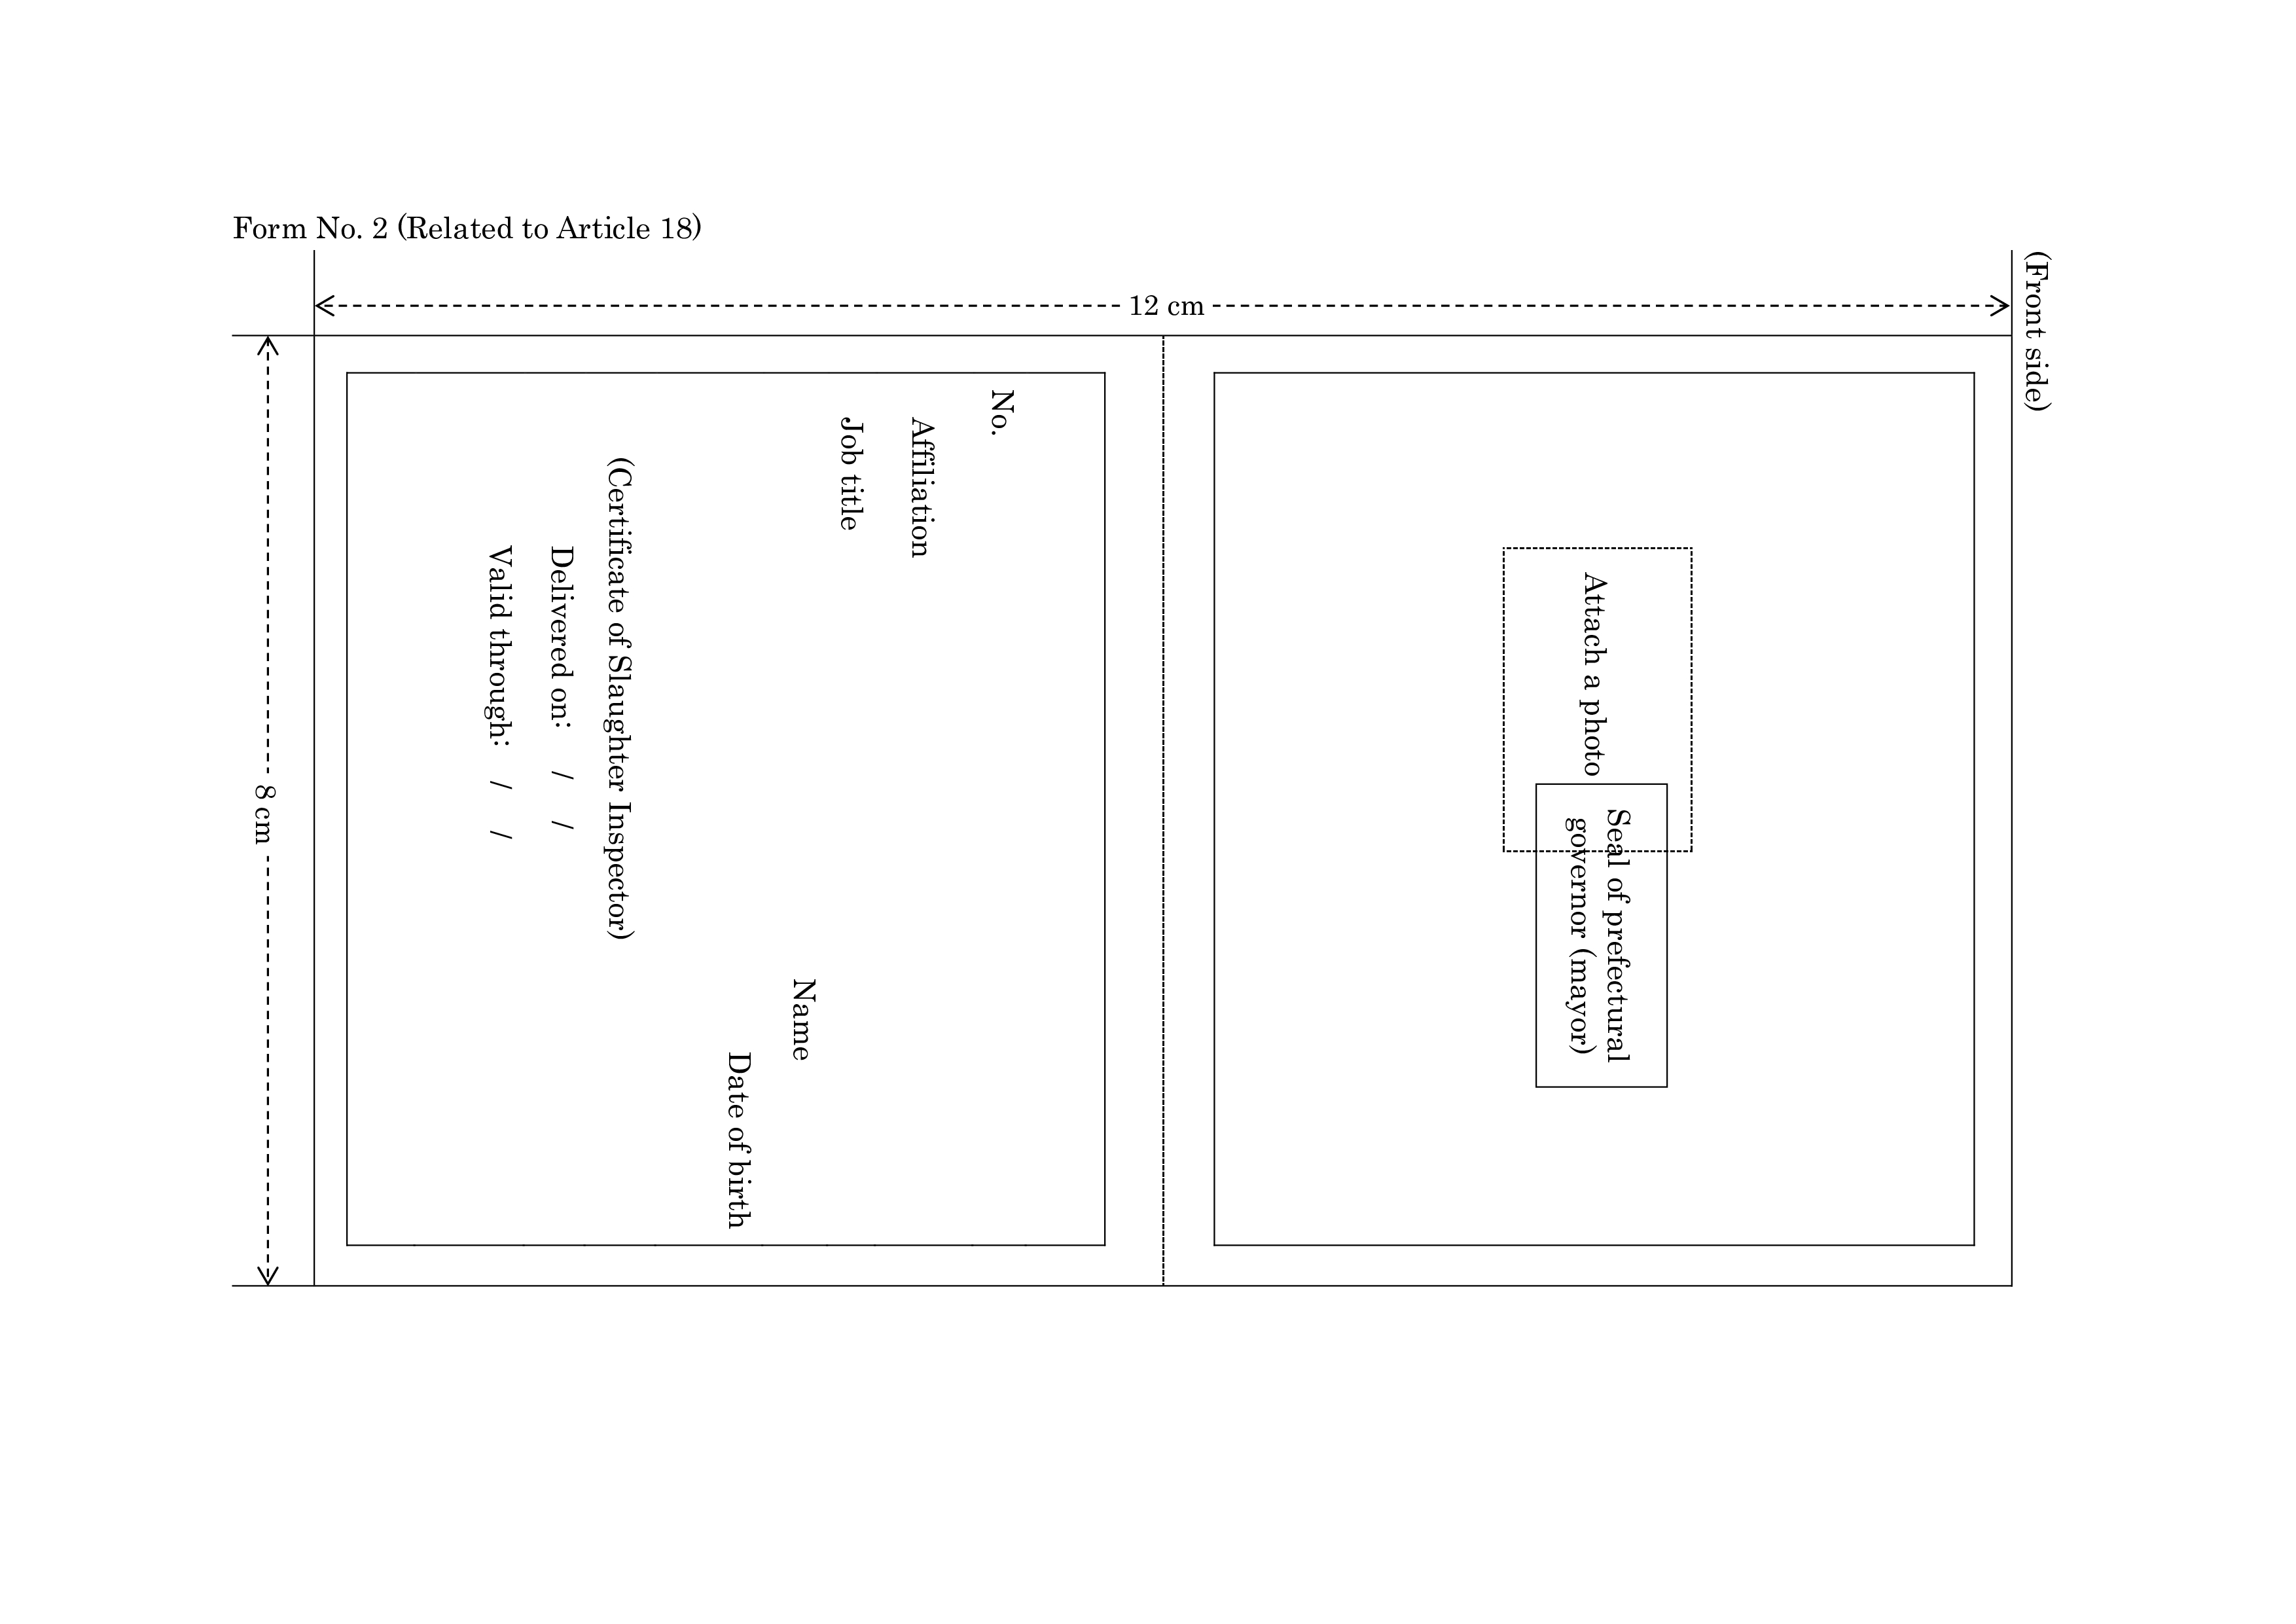 Form No. 2 (Related to Article 18)
(Front side)
12 cm
8 cm
Attach a photo
Seal of prefectural
governor (mayor)
No.
Affiliation
Job title
Name
Date of birth
(Certificate of Slaughter Inspector)
Delivered on: / /
Valid through: / /